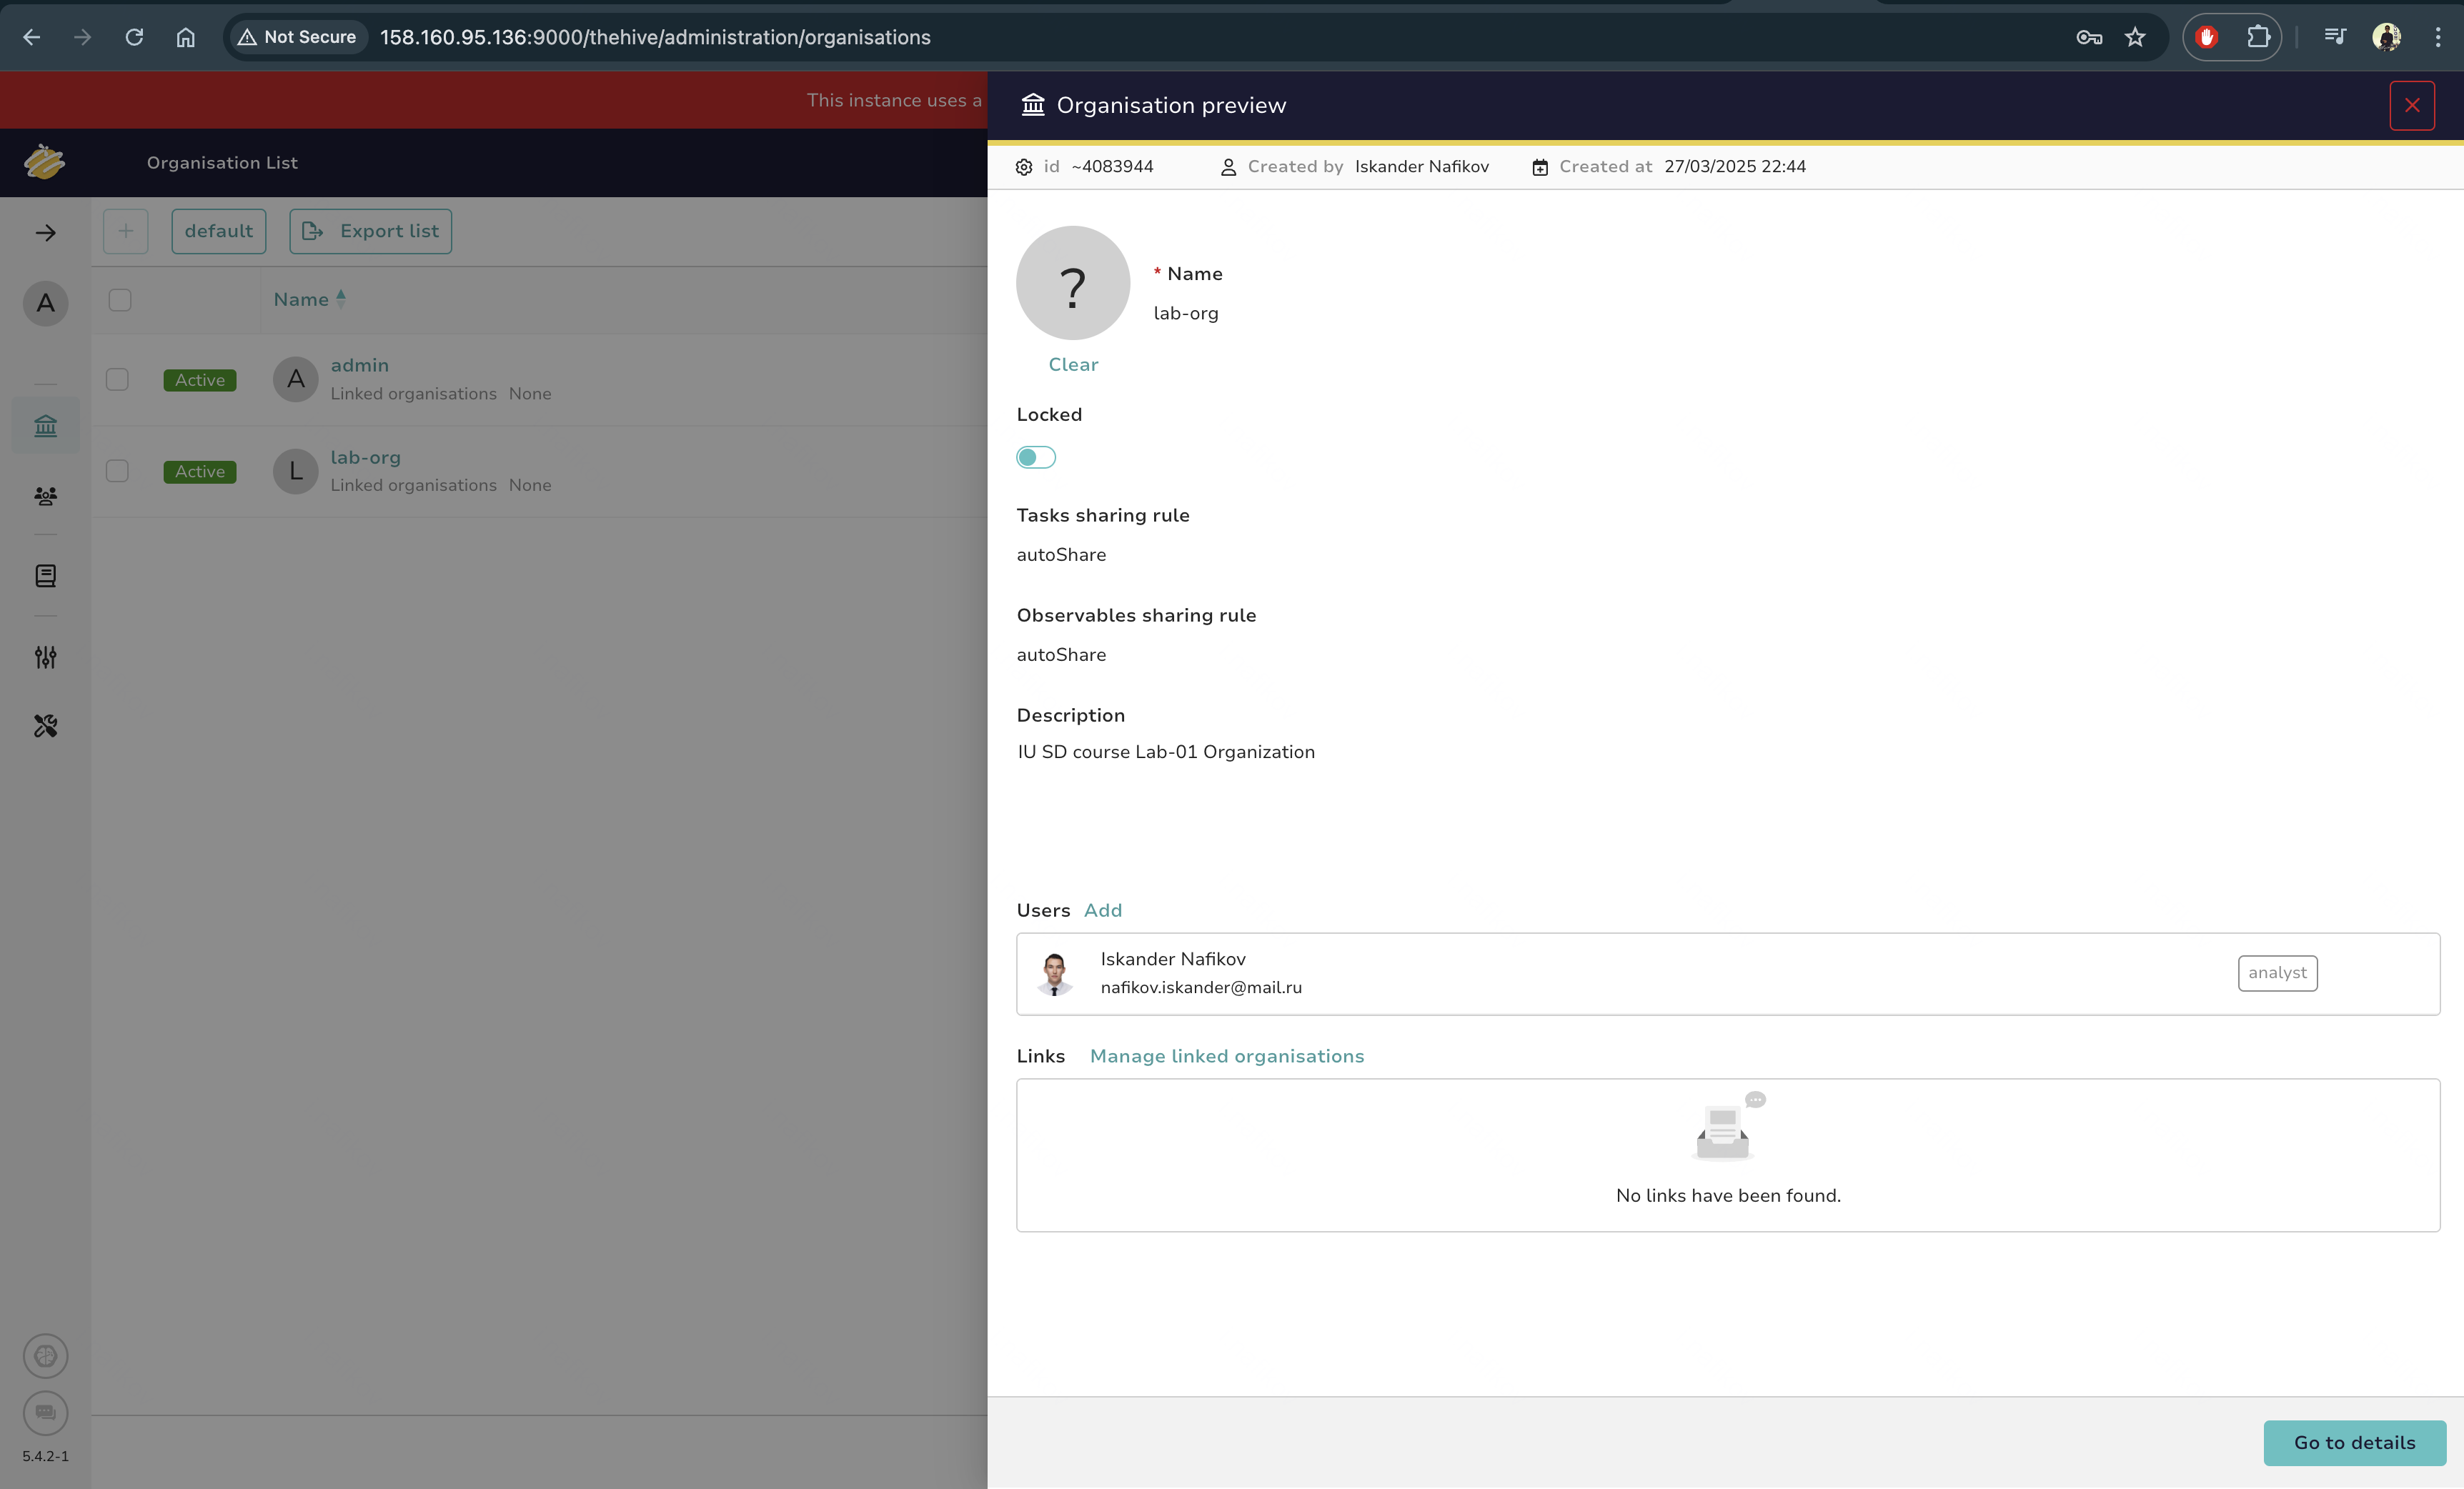 Not Secure 158.160.95.136:9000/thehive/administration/organisations
This instance uses a
Organisation List
default Export list
A
Name
Active A admin
Linked organisations None
Active L lab-org
Linked organisations None
5.4.2-1
Organisation preview
id ~4083944 Created by Iskander Nafikov Created at 27/03/2025 22:44
?
* Name
lab-org
Clear
Locked
Tasks sharing rule
autoShare
Observables sharing rule
autoShare
Description
IU SD course Lab-01 Organization
Users Add
Iskander Nafikov
nafikov.iskander@mail.ru
analyst
Links Manage linked organisations
No links have been found.
Go to details